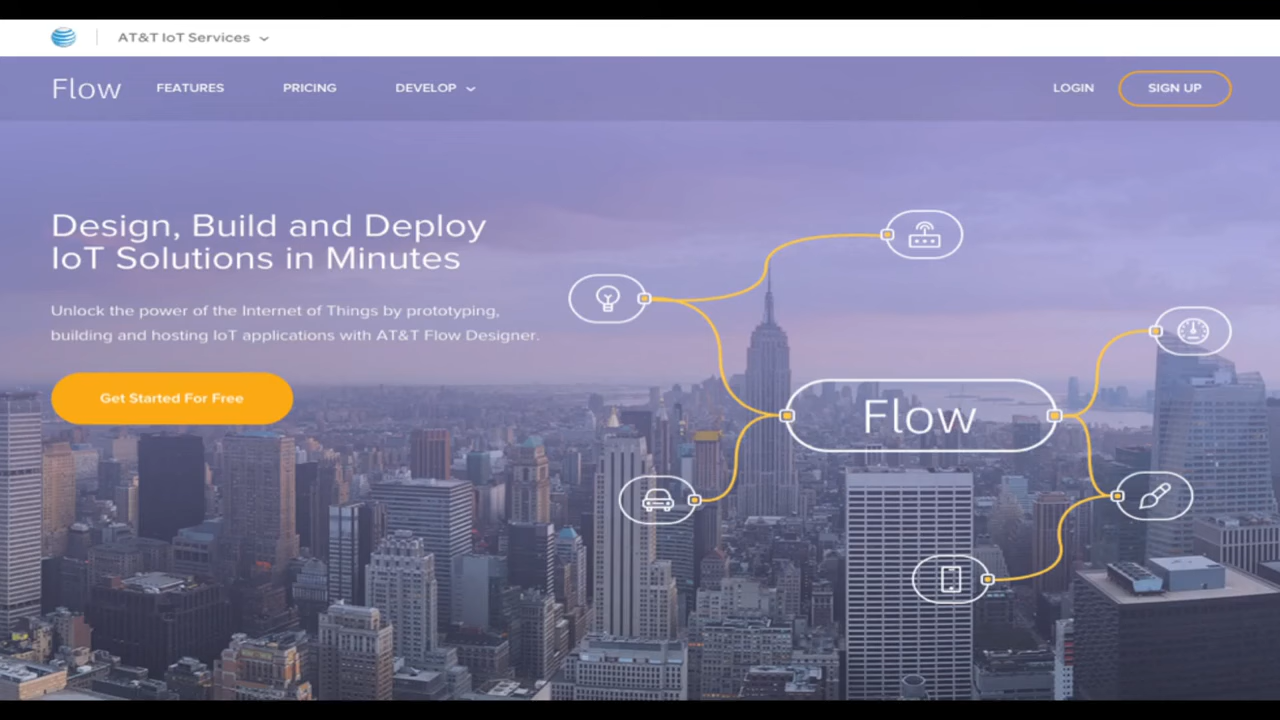 AT&T IoT Services
Flow
FEATURES
PRICING
DEVELOP
LOGIN
SIGN UP
Design, Build and Deploy
IoT Solutions in Minutes
Unlock the power of the Internet of Things by prototyping,
building and hosting IoT applications with AT&T Flow Designer.
Get Started For Free
Flow